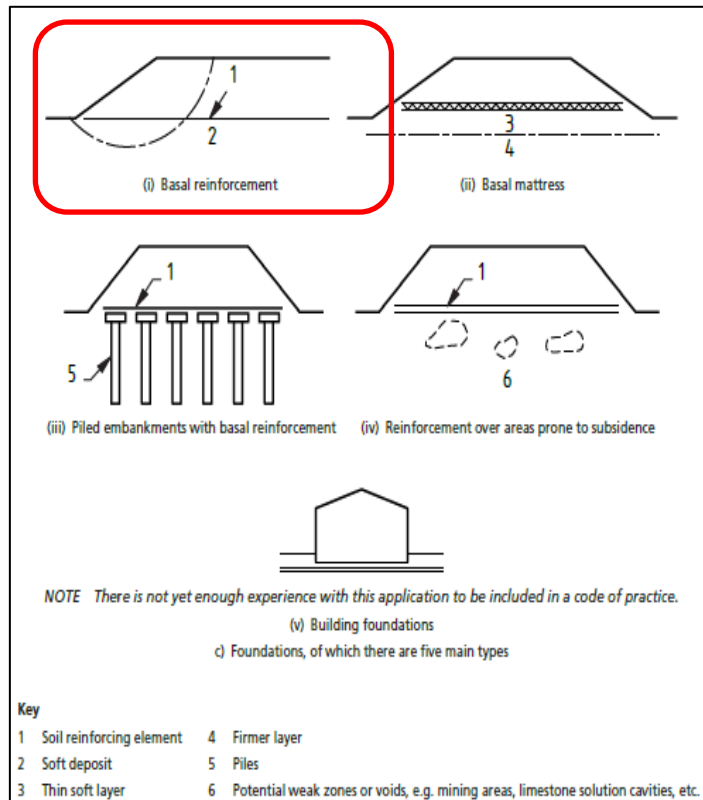 1
2
(i) Basal reinforcement
3
4
(ii) Basal mattress
1
5
(iii) Piled embankments with basal reinforcement
1
6
(iv) Reinforcement over areas prone to subsidence
NOTE There is not yet enough experience with this application to be included in a code of practice.
(v) Building foundations
c) Foundations, of which there are five main types
Key
1 Soil reinforcing element 4 Firmer layer
2 Soft deposit 5 Piles
3 Thin soft layer 6 Potential weak zones or voids, e.g. mining areas, limestone solution cavities, etc.